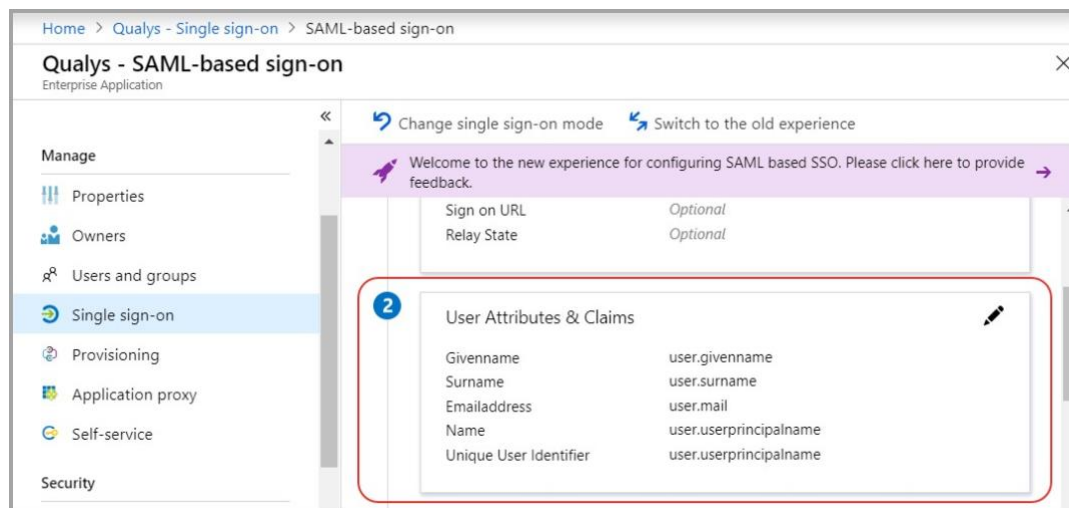 Home > Qualys - Single sign-on > SAML-based sign-on
Qualys - SAML-based sign-on
Enterprise Application
Manage
Properties
Owners
Users and groups
Single sign-on
Provisioning
Application proxy
Self-service
Security
Change single sign-on mode Switch to the old experience
Welcome to the new experience for configuring SAML based SSO. Please click here to provide
feedback.
Sign on URL Optional
Relay State Optional
2
User Attributes & Claims
Givenname user.givenname
Surname user.surname
Emailaddress user.mail
Name user.userprincipalname
Unique User Identifier user.userprincipalname